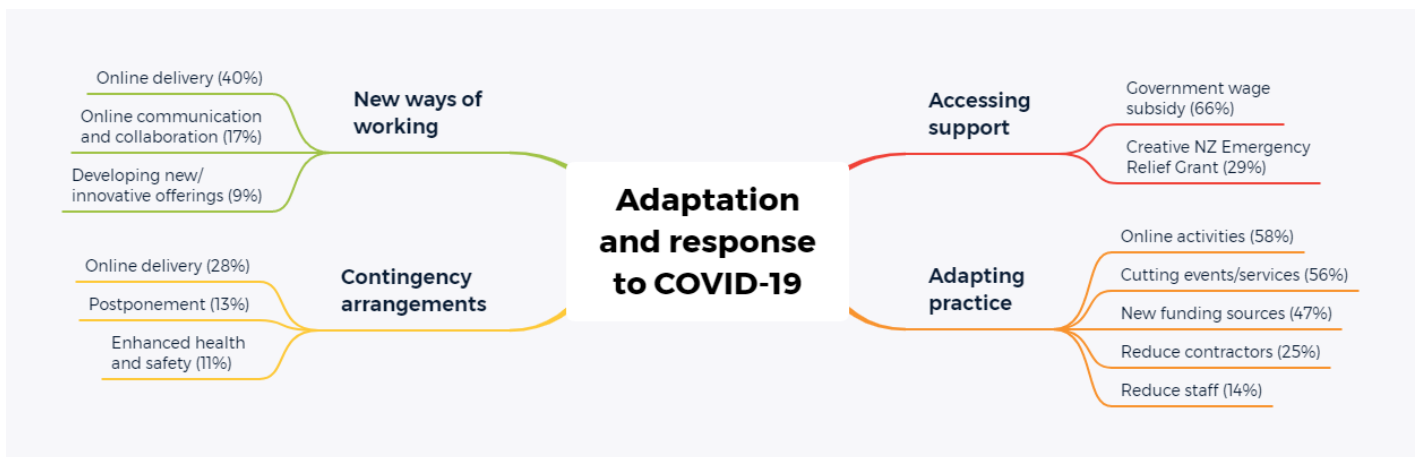 Adaptation
and response
to COVID-19
New ways of
working
Online delivery (40%)
Online communication
and collaboration (17%)
Developing new/
innovative offerings (9%)
Contingency
arrangements
Online delivery (28%)
Postponement (13%)
Enhanced health
and safety (11%)
Accessing
support
Government wage
subsidy (66%)
Creative NZ Emergency
Relief Grant (29%)
Adapting
practice
Online activities (58%)
Cutting events/services (56%)
New funding sources (47%)
Reduce contractors (25%)
Reduce staff (14%)